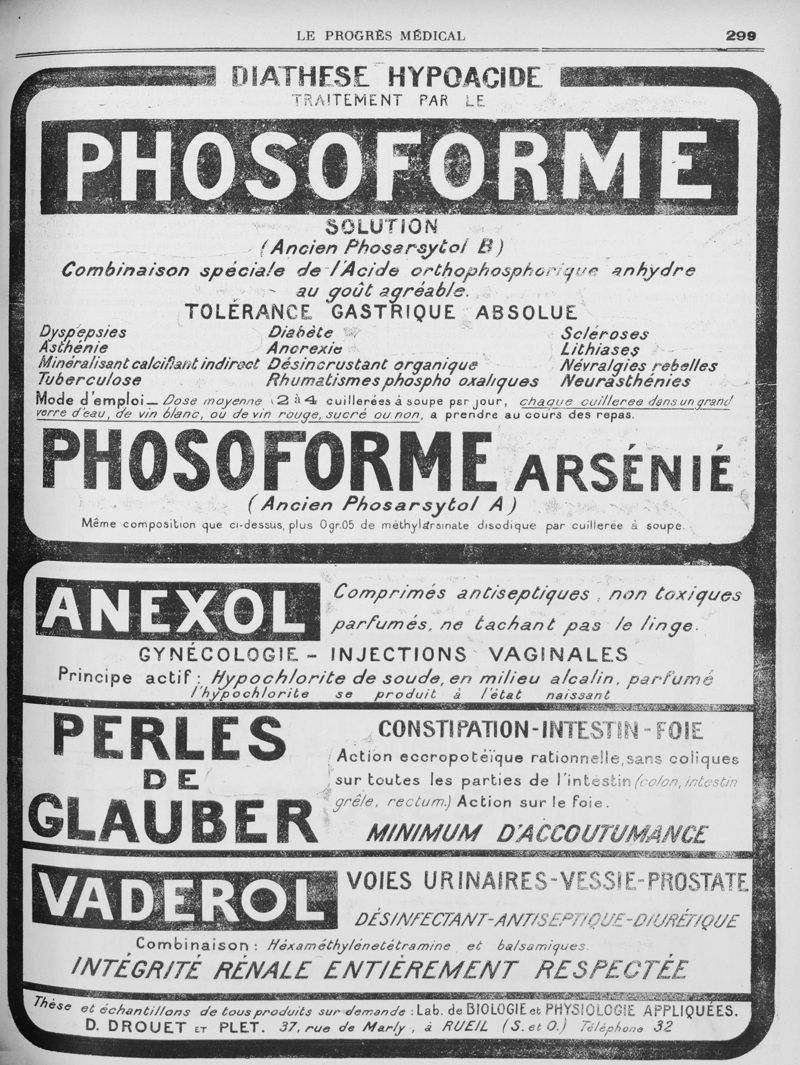 LE PROGRÈS MÉDICAL 299
DIATHESE HYPOACIDE
TRAITEMENT PAR LE
PHOSOFORME
SOLUTION
(Ancien Phosarsytol B)
Combinaison spéciale de l'Acide orthophosphorique anhydre
au goût agréable.
TOLÉRANCE GASTRIQUE ABSOLUE
Dyspepsies Diabète Scléroses
Asthénie Anorexie Lithiases
Minéralisant calcifiant indirect Désincrustant organique Névralgies rebelles
Tuberculose Rhumatismes phospho oxaliques Neurasthénies
Mode d'emploi _ Dose moyenne 2 à 4 cuillerées à soupe par jour, chaque cuilleree dans un grand
verre d'eau, de vin blanc, ou de vin rouge, sucré ou non, à prendre au cours des repas.
PHOSOFORME ARSÉNIÉ
(Ancien Phosarsytol A)
Même composition que ci-dessus, plus 0gr.05 de méthylarsinate disodique par cuillerée à soupe.
ANEXOL
Comprimés antiseptiques, non toxiques
parfumés, ne tachant pas le linge.
GYNÉCOLOGIE - INJECTIONS VAGINALES
Principe actif : Hypochlorite de soude, en milieu alcalin, parfumé
l'hypochlorite se produit à l'état naissant
PERLES
DE
GLAUBER
CONSTIPATION-INTESTIN-FOIE
Action eccropotéïque rationnelle, sans coliques
sur toutes les parties de l'intestin (colon, intestin
grêle, rectum.) Action sur le foie.
MINIMUM D'ACCOUTUMANCE
VADEROL
VOIES URINAIRES-VESSIE-PROSTATE
DÉSINFECTANT-ANTISEPTIQUE-DIURÉTIQUE
Combinaison : Héxaméthylénetétramine et balsamiques.
INTÉGRITÉ RÉNALE ENTIÈREMENT RESPECTÉE
Thèse et échantillons de tous produits sur demande : Lab. de BIOLOGIE et PHYSIOLOGIE APPLIQUÉES.
D. DROUET ET PLET. 37, rue de Marly, à RUEIL (S. et O.) Téléphone 32